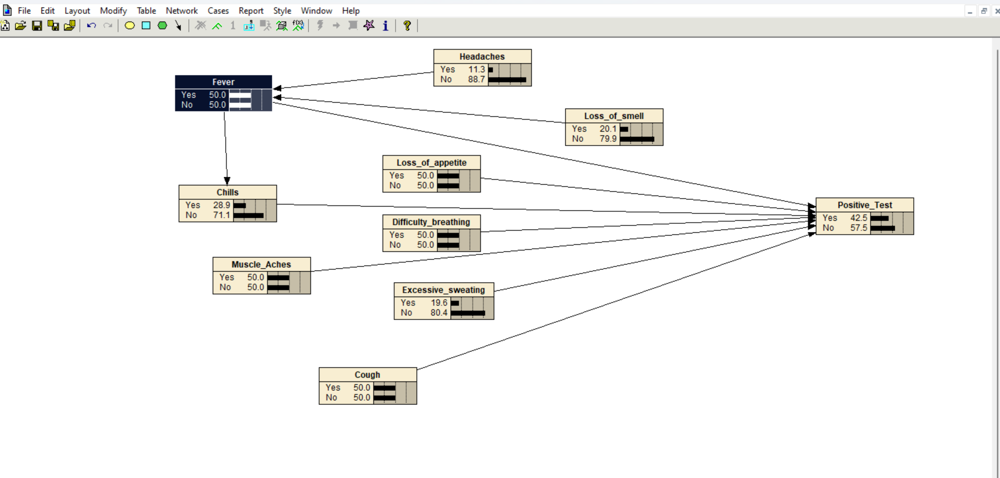 File Edit Layout Modify Table Network Cases Report Style Window Help
1 f(x) i ?
Headaches
Yes 11.3
No 88.7
Fever
Yes 50.0
No 50.0
Loss_of_smell
Yes 20.1
No 79.9
Loss_of_appetite
Yes 50.0
No 50.0
Chills
Yes 28.9
No 71.1
Positive_Test
Yes 42.5
No 57.5
Difficulty_breathing
Yes 50.0
No 50.0
Muscle_Aches
Yes 50.0
No 50.0
Excessive_sweating
Yes 19.6
No 80.4
Cough
Yes 50.0
No 50.0